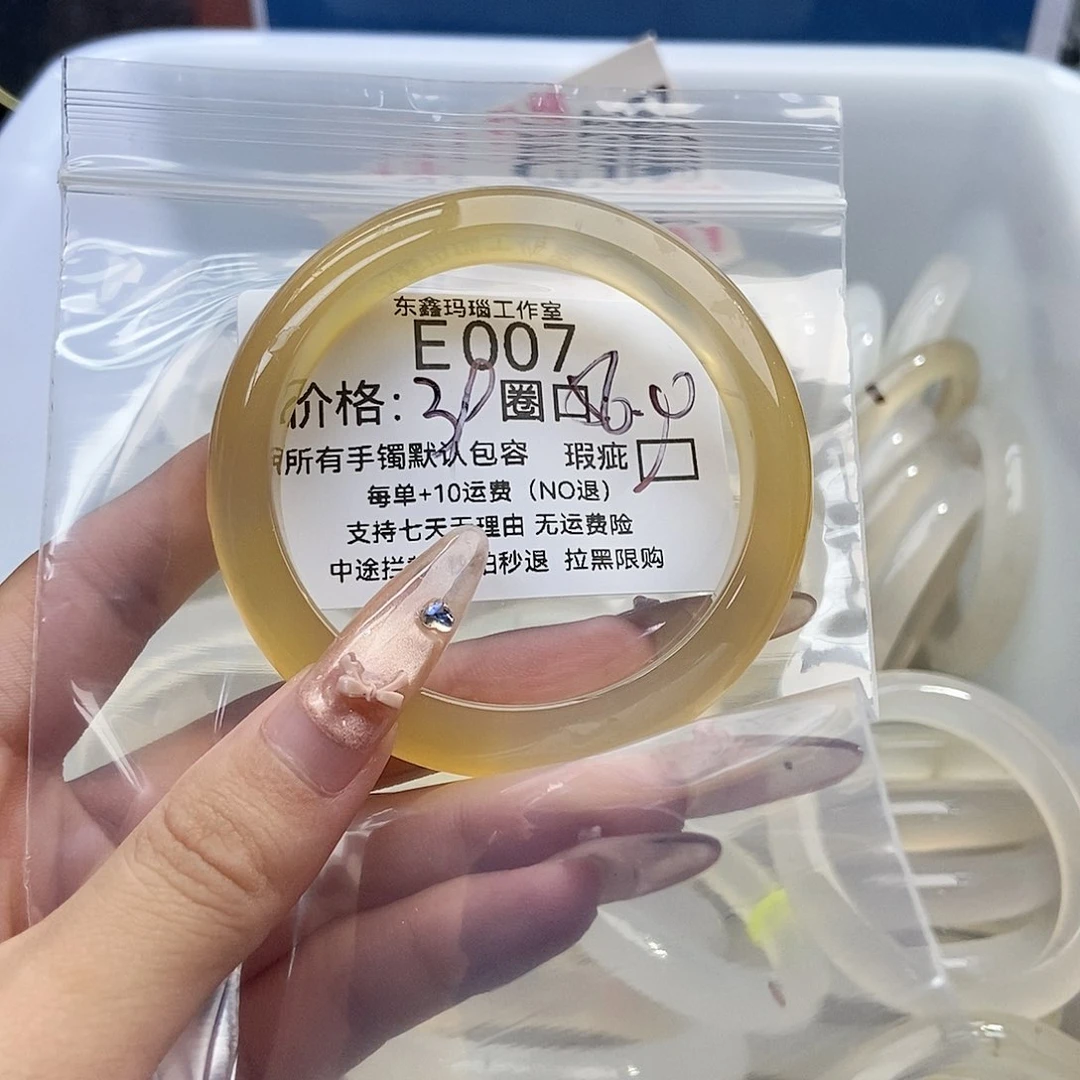 东鑫玛瑙工作室
E007
价格: 圈口
所有手镯默认包容 瑕疵
每单+10运费（NO退）
支持七天无理由 无运费险
中途拦 拍秒退 拉黑限购